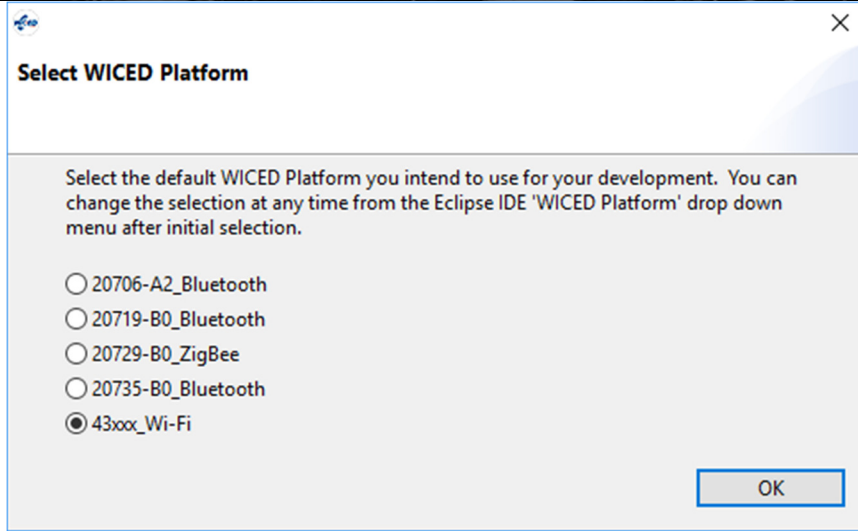 Select WICED Platform
Select the default WICED Platform you intend to use for your development.  You can
change the selection at any time from the Eclipse IDE 'WICED Platform' drop down
menu after initial selection.
20706-A2_Bluetooth
20719-B0_Bluetooth
20729-B0_ZigBee
20735-B0_Bluetooth
43xxx_Wi-Fi
OK